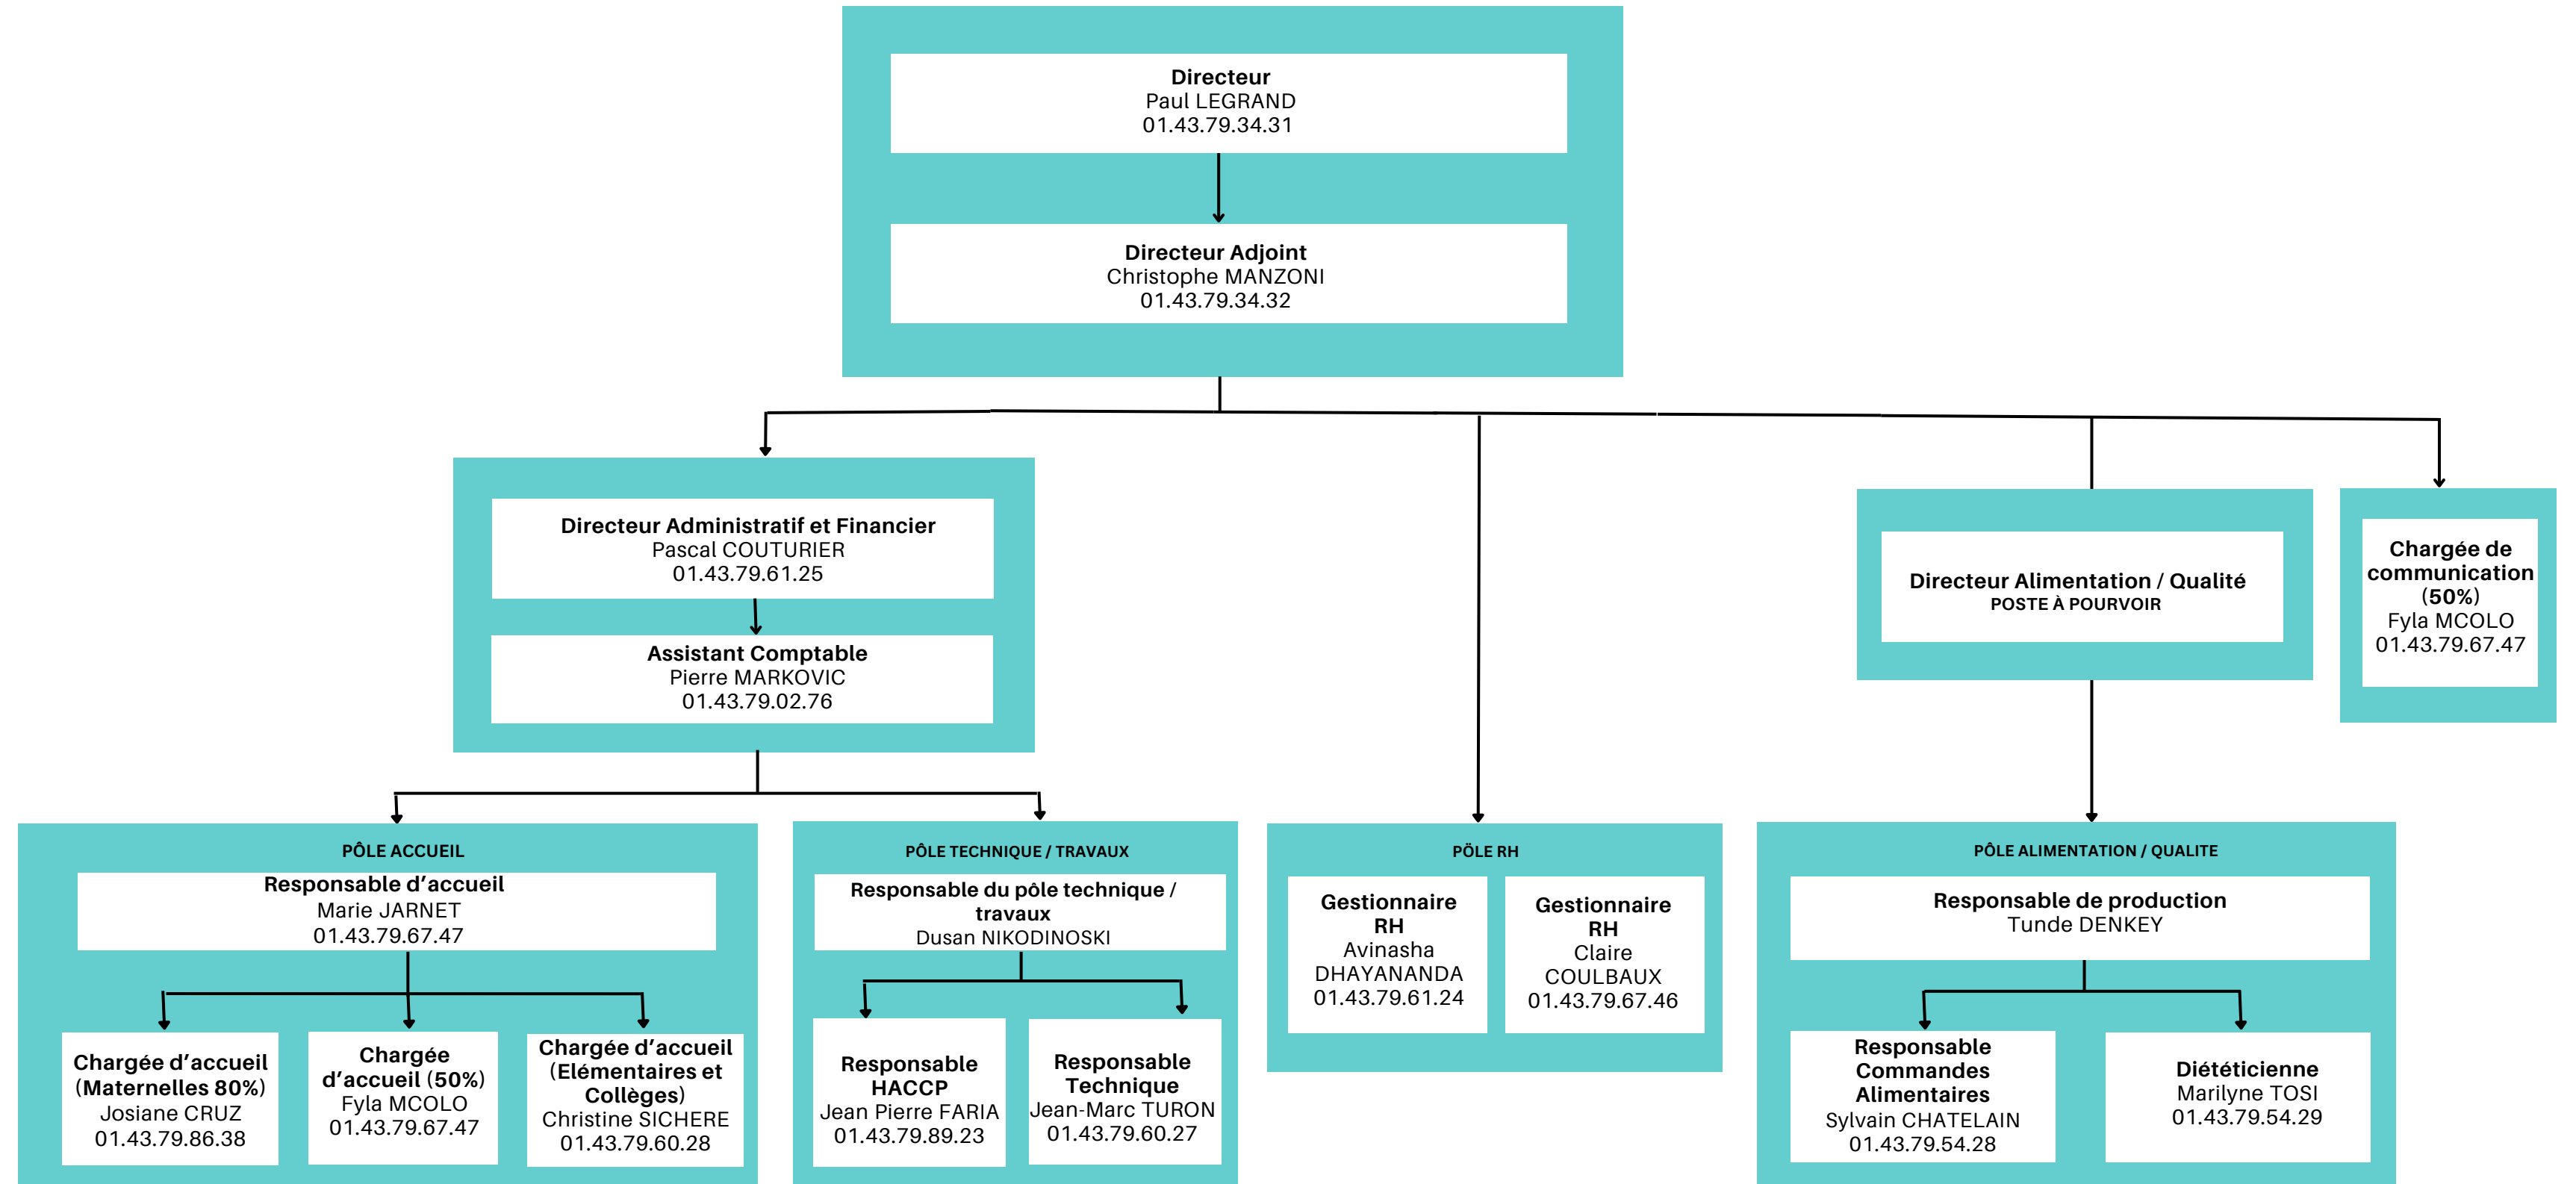 Directeur
Paul LEGRAND
01.43.79.34.31
Directeur Adjoint
Christophe MANZONI
01.43.79.34.32
Directeur Administratif et Financier
Pascal COUTURIER
01.43.79.61.25
Assistant Comptable
Pierre MARKOVIC
01.43.79.02.76
Directeur Alimentation / Qualité
POSTE À POURVOIR
Chargée de
communication
(50%)
Fyla MCOLO
01.43.79.67.47
PÔLE ACCUEIL
Responsable d’accueil
Marie JARNET
01.43.79.67.47
Chargée d’accueil
(Maternelles 80%)
Josiane CRUZ
01.43.79.86.38
Chargée
d’accueil (50%)
Fyla MCOLO
01.43.79.67.47
Chargée d’accueil
(Elémentaires et
Collèges)
Christine SICHERE
01.43.79.60.28
PÔLE TECHNIQUE / TRAVAUX
Responsable du pôle technique /
travaux
Dusan NIKODINOSKI
Responsable
HACCP
Jean Pierre FARIA
01.43.79.89.23
Responsable
Technique
Jean-Marc TURON
01.43.79.60.27
PÖLE RH
Gestionnaire
RH
Avinasha
DHAYANANDA
01.43.79.61.24
Gestionnaire
RH
Claire
COULBAUX
01.43.79.67.46
PÔLE ALIMENTATION / QUALITE
Responsable de production
Tunde DENKEY
Responsable
Commandes
Alimentaires
Sylvain CHATELAIN
01.43.79.54.28
Diététicienne
Marilyne TOSI
01.43.79.54.29